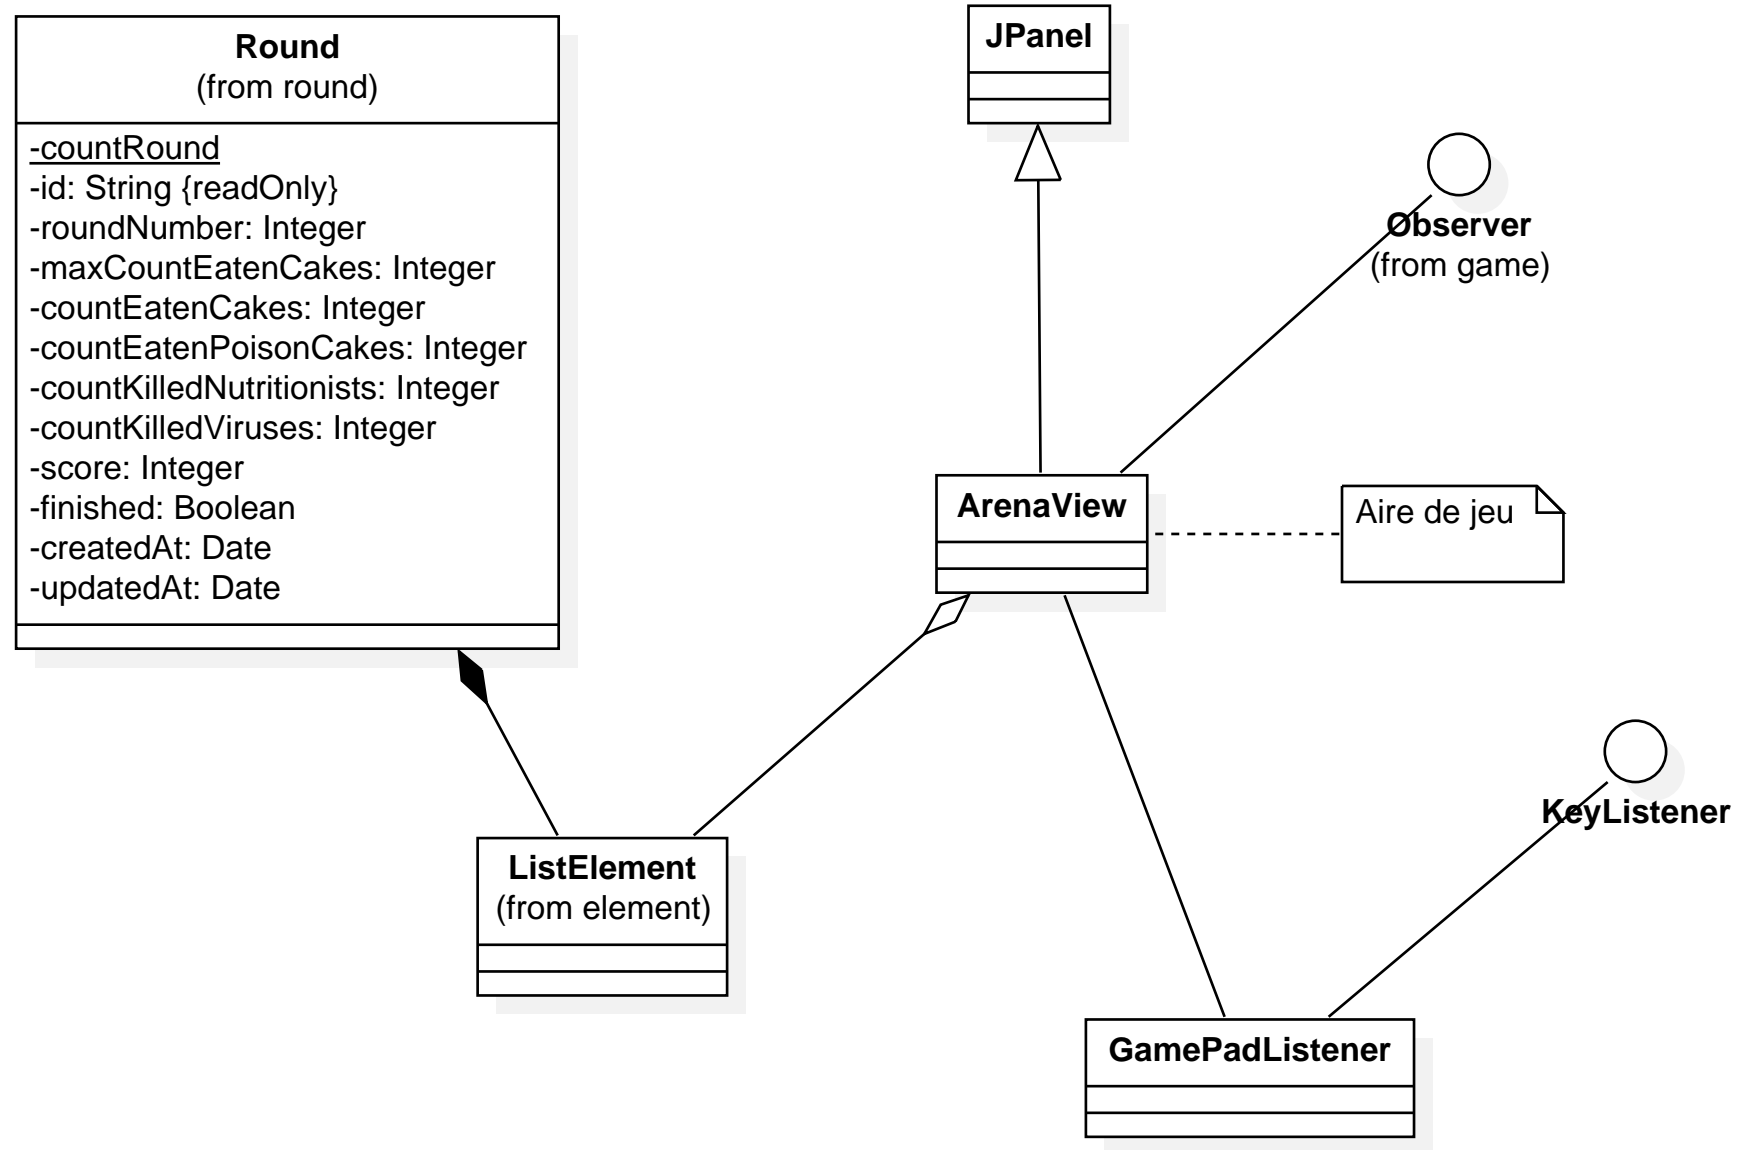 Round
(from round)
-countRound
-id: String {readOnly}
-roundNumber: Integer
-maxCountEatenCakes: Integer
-countEatenCakes: Integer
-countEatenPoisonCakes: Integer
-countKilledNutritionists: Integer
-countKilledViruses: Integer
-score: Integer
-finished: Boolean
-createdAt: Date
-updatedAt: Date
JPanel
Observer
(from game)
ArenaView
Aire de jeu
KeyListener
ListElement
(from element)
GamePadListener